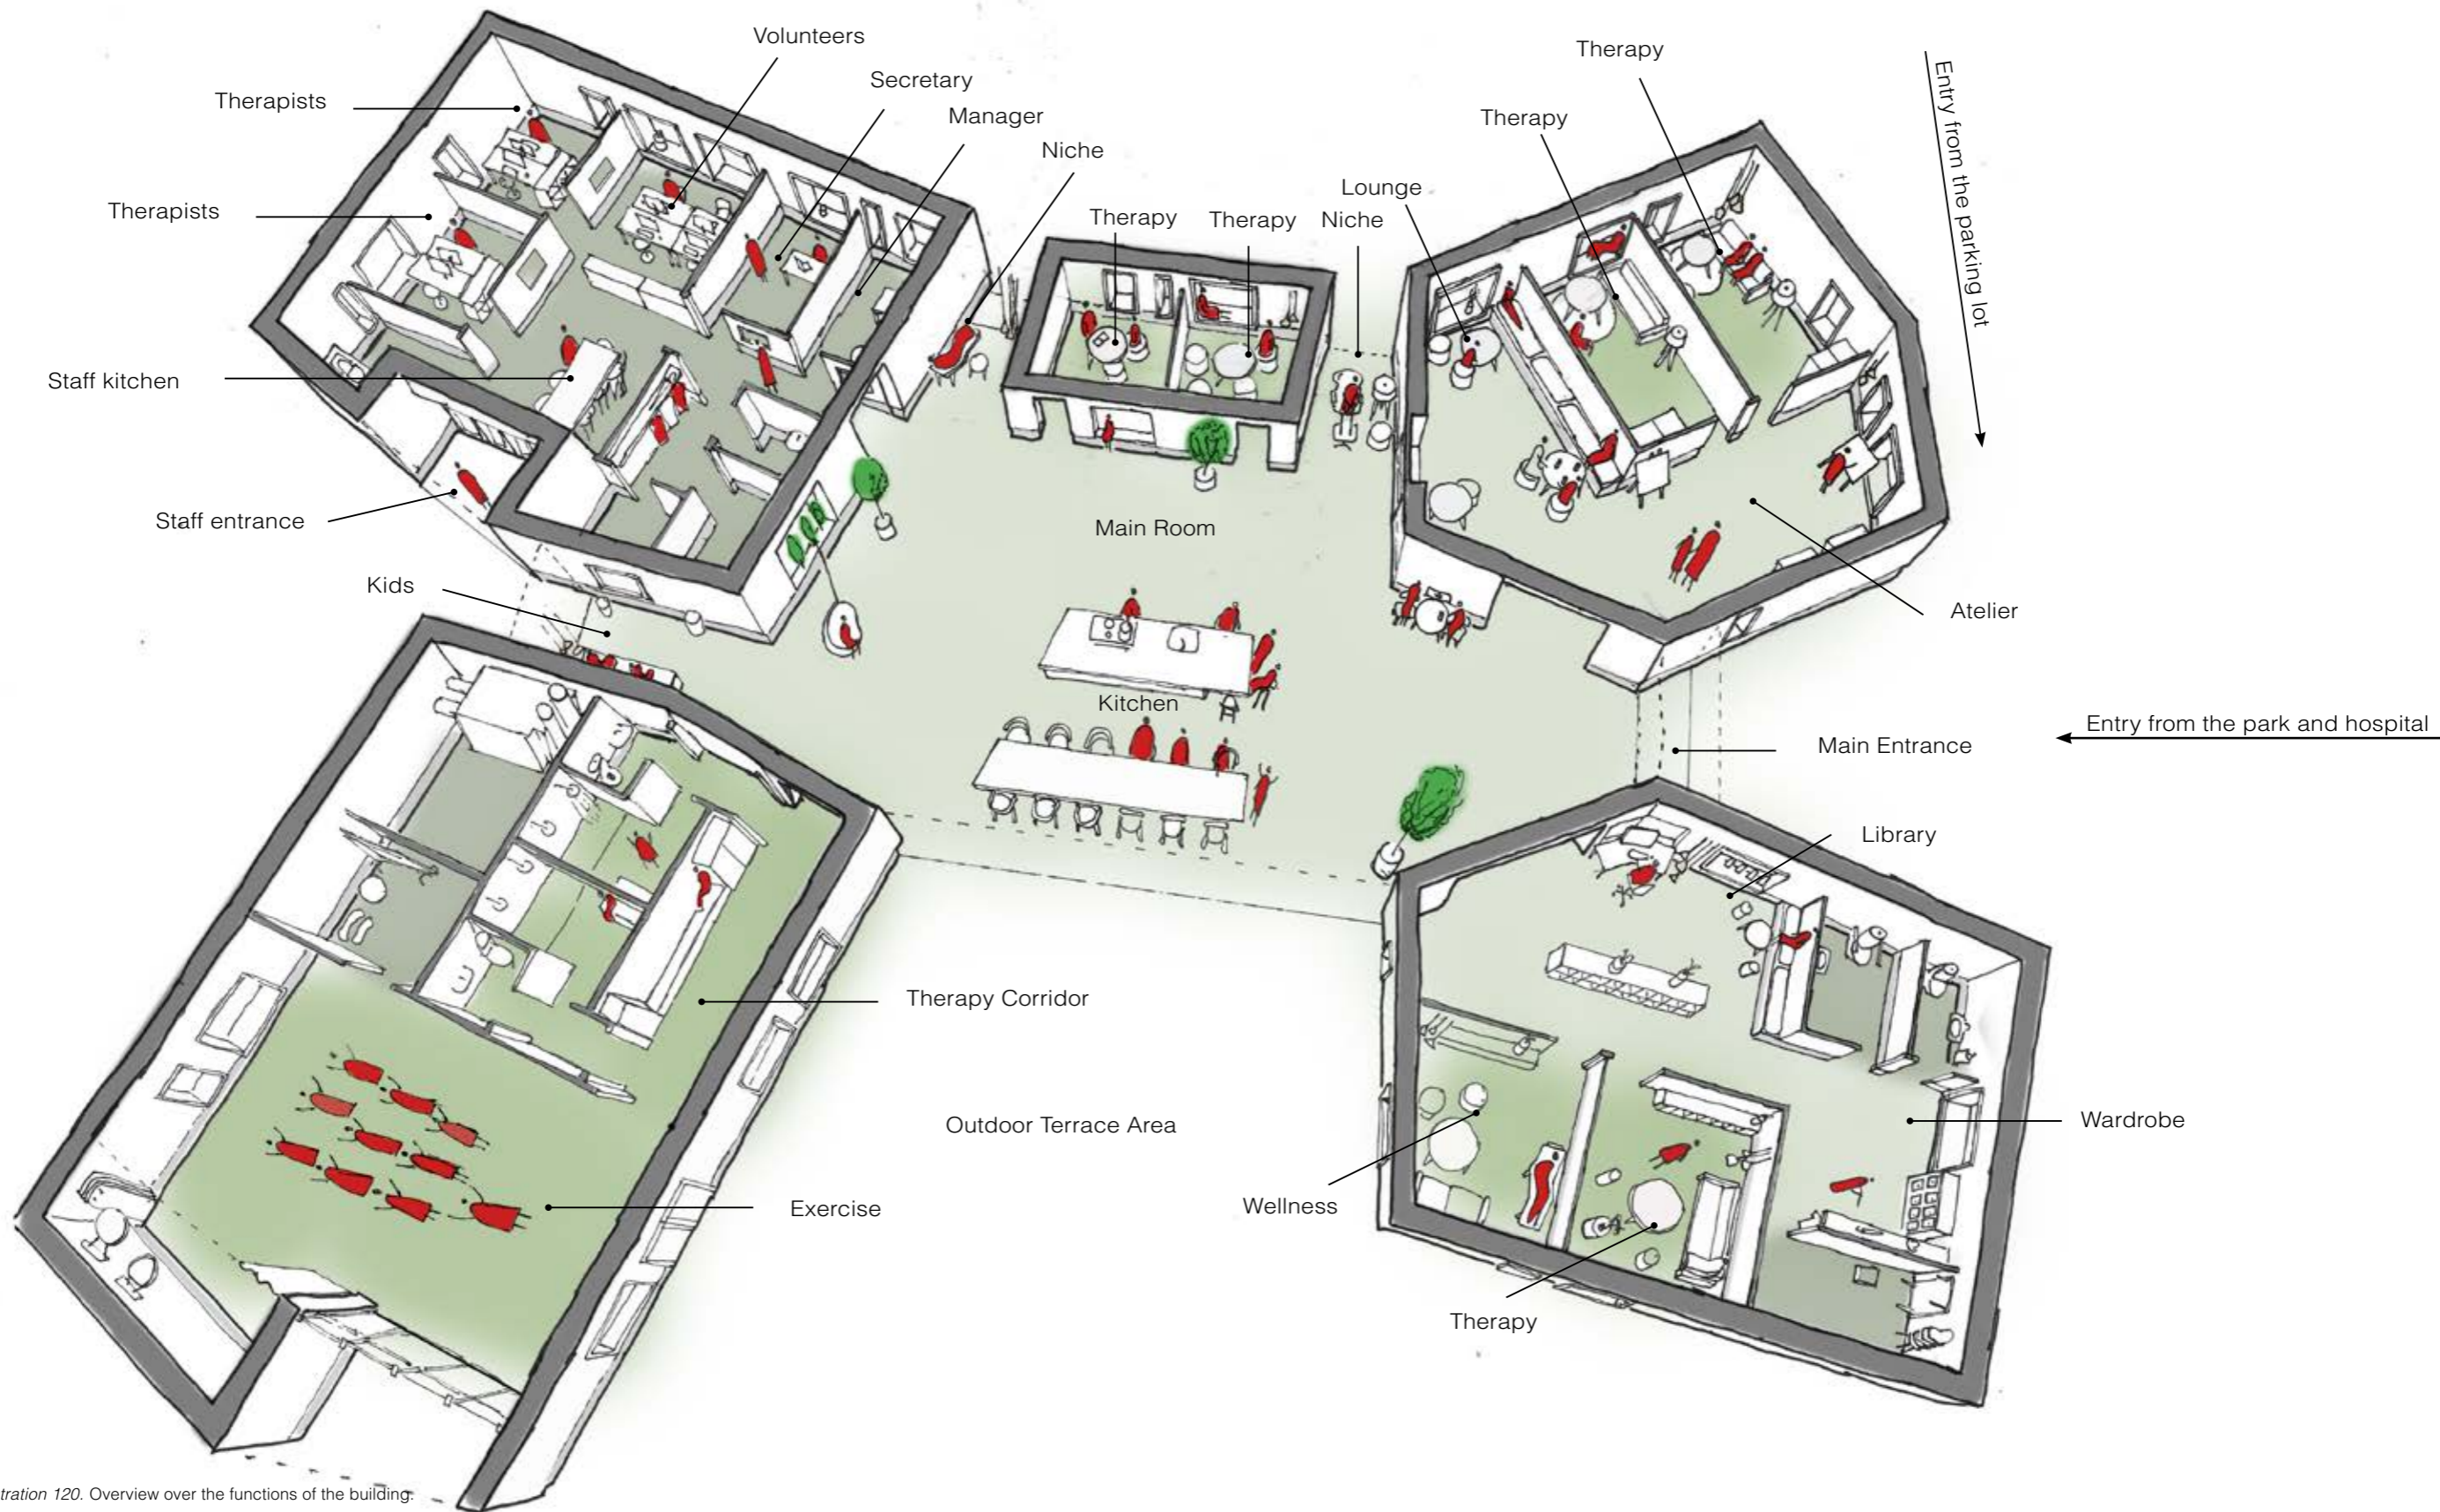 Volunteers
Therapy
Secretary
Therapists
Manager
Therapy
Niche
Entry from the parking lot
Lounge
Therapists
Therapy
Therapy
Niche
Staff kitchen
Staff entrance
Main Room
Kids
Atelier
Kitchen
Entry from the park and hospital
Main Entrance
Library
Therapy Corridor
Outdoor Terrace Area
Wardrobe
Exercise
Wellness
Therapy
tration 120. Overview over the functions of the building.